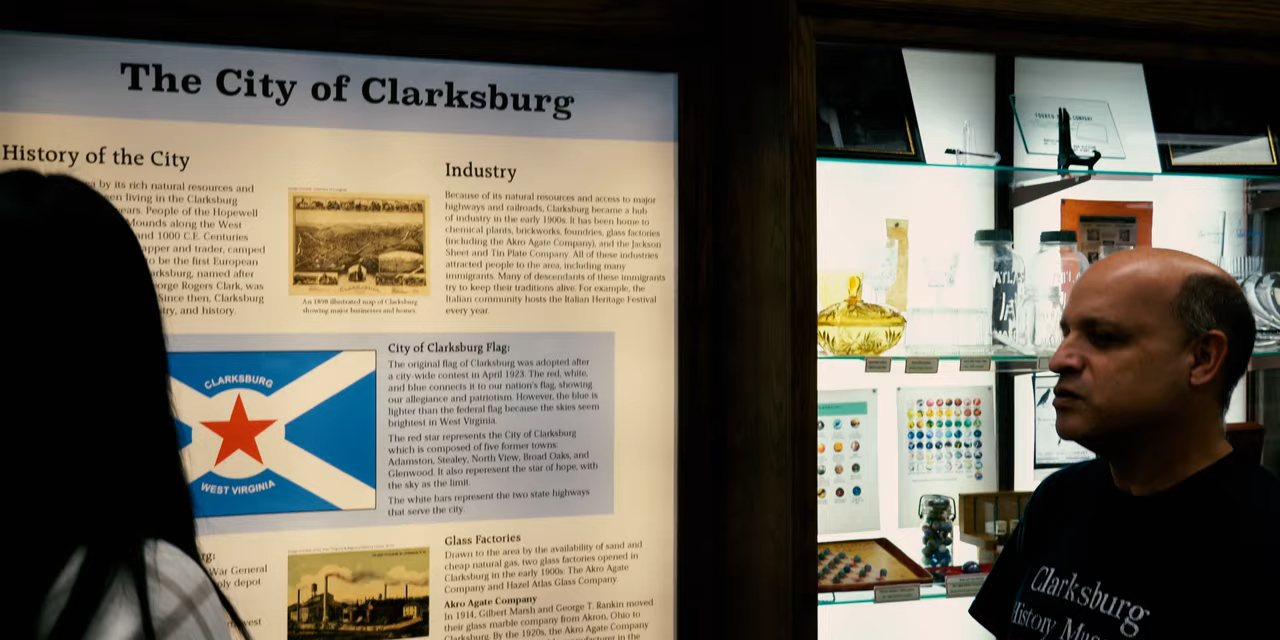 The City of Clarksburg
History of the City
by its rich natural resources and
living in the Clarksburg
years. People of the Hopewell
Mounds along the West
and 1000 C.E. Centuries
trapper and trader, camped
to be the first European
Clarksburg, named after
George Rogers Clark, was
Since then, Clarksburg
and history.
An 1898 illustrated map of Clarksburg
showing major businesses and homes.
Industry
Because of its natural resources and access to major
highways and railroads, Clarksburg became a hub
of industry in the early 1900s. It has been home to
chemical plants, brickworks, foundries, glass factories
(including the Akro Agate Company), and the Jackson
Sheet and Tin Plate Company. All of these industries
attracted people to the area, including many
immigrants. Many of descendants of these immigrants
try to keep their traditions alive. For example, the
Italian community hosts the Italian Heritage Festival
every year.
CLARKSBURG
WEST VIRGINIA
City of Clarksburg Flag:
The original flag of Clarksburg was adopted after
a city-wide contest in April 1923. The red, white,
and blue connects it to our nation's flag, showing
our allegiance and patriotism. However, the blue is
lighter than the federal flag because the skies seem
brightest in West Virginia.
The red star represents the City of Clarksburg
which is composed of five former towns:
Adamston, Stealey, North View, Broad Oaks, and
Glenwood. It also repersent the star of hope, with
the sky as the limit.
The white bars represent the two state highways
that serve the city.
War General
depot
Glass Factories
Drawn to the area by the availability of sand and
cheap natural gas, two glass factories opened in
Clarksburg in the early 1900s: The Akro Agate
Company and Hazel Atlas Glass Company.
Akro Agate Company
In 1914, Gilbert Marsh and George T. Rankin moved
their glass marble company from Akron, Ohio to
Clarksburg. By the 1920s, the Akro Agate Company
in the
Clarksburg
History